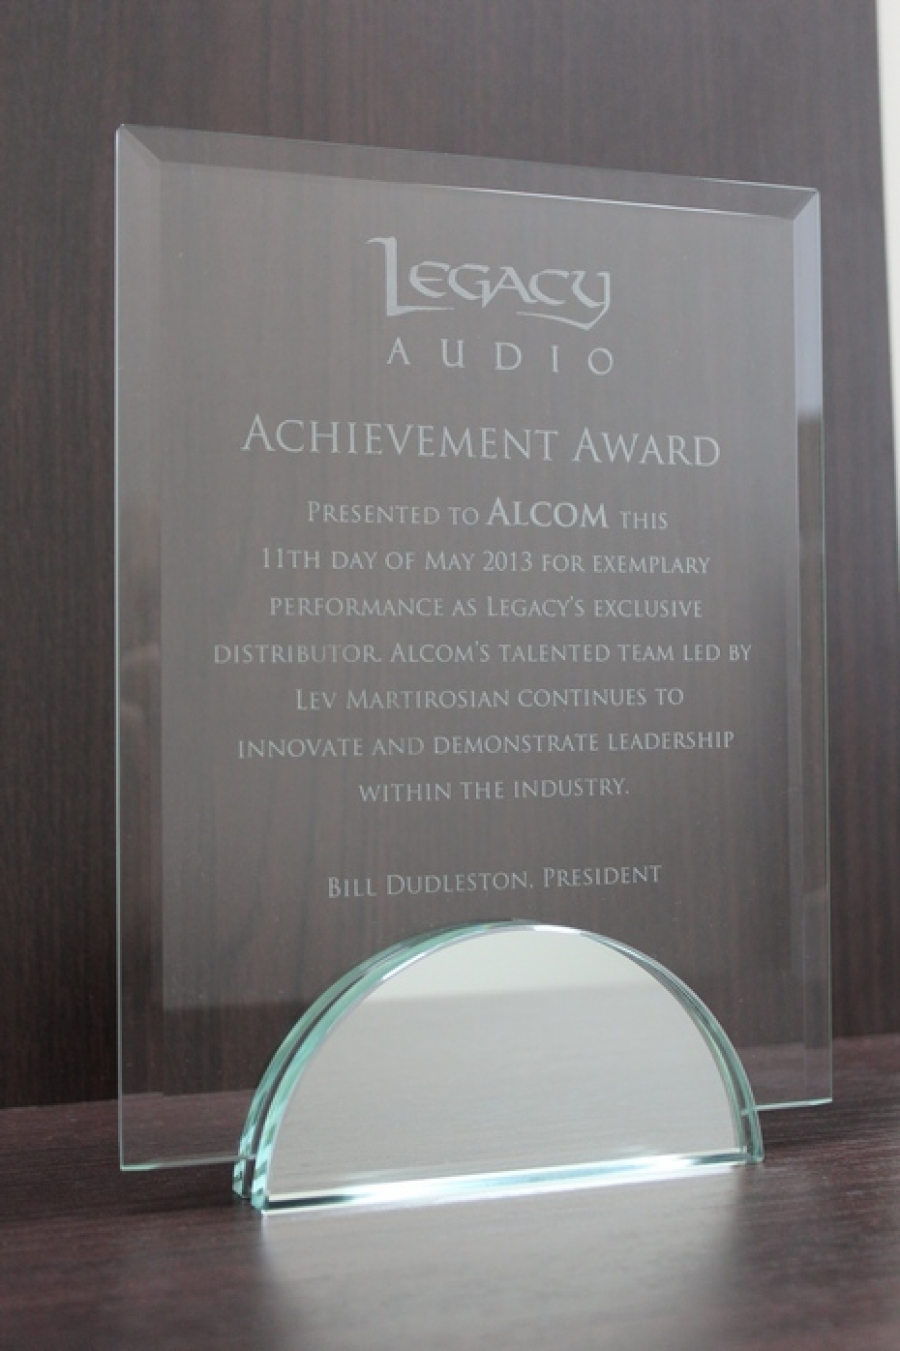 LEGACY
AUDIO
ACHIEVEMENT AWARD
PRESENTED TO ALCOM THIS
11TH DAY OF MAY 2013 FOR EXEMPLARY
PERFORMANCE AS LEGACY'S EXCLUSIVE
DISTRIBUTOR. ALCOM'S TALENTED TEAM LED BY
LEV MARTIROSIAN CONTINUES TO
INNOVATE AND DEMONSTRATE LEADERSHIP
WITHIN THE INDUSTRY.
BILL DUDLESTON, PRESIDENT